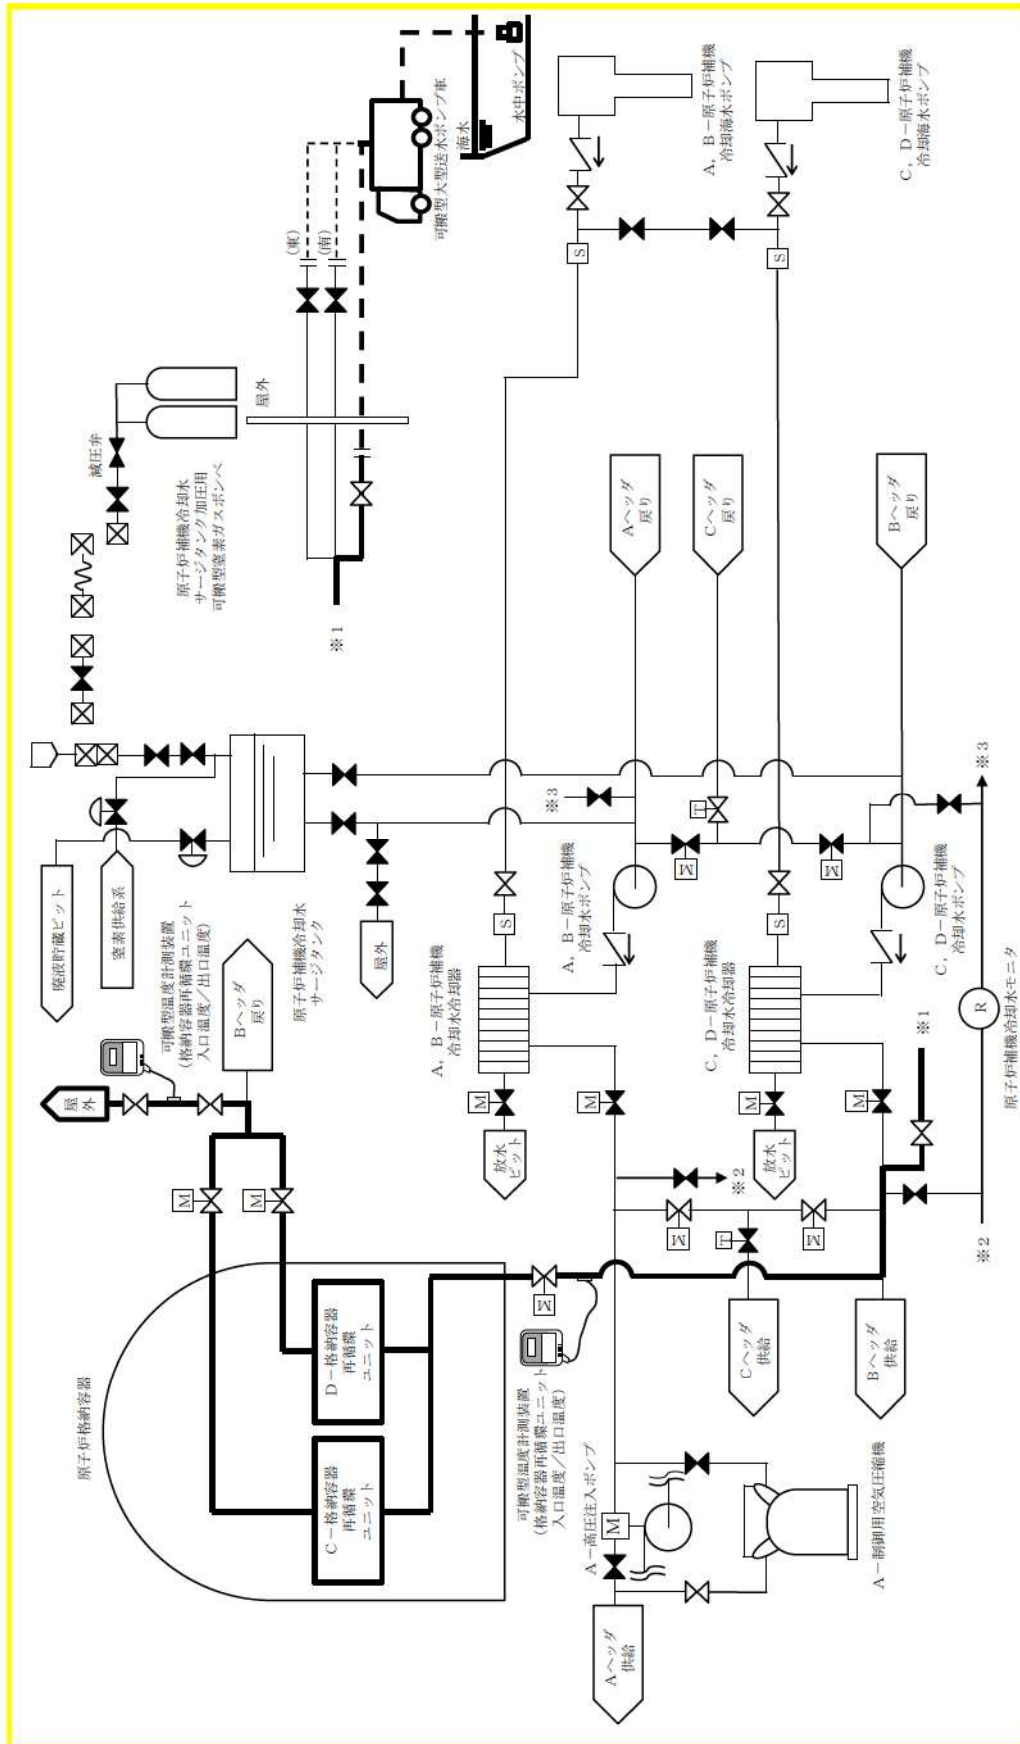 原子炉格納容器
C－格納容器
再循環
ユニット
D－格納容器
再循環
ユニット
M
M
屋
外
可搬型温度計測装置
(格納容器再循環ユニット
入口温度／出口温度)
Bヘッダ
戻り
廃液貯蔵ピット
窒素供給系
原子炉補機冷却水
サージタンク
屋外
原子炉補機冷却水
サージタンク加圧用
可搬型窒素ガスボンベ
減圧弁
屋外
※1
(東)
(南)
可搬型大型送水ポンプ車
海水
水中ポンプ
M
可搬型温度計測装置
(格納容器再循環ユニット
入口温度／出口温度)
放水
ピット
M
S
A，B－原子炉補機
冷却水冷却器
S
A，B－原子炉補機
冷却海水ポンプ
Aヘッダ
供給
A－高圧注入ポンプ
M
A－制御用空気圧縮機
M
※2
※3
A，B－原子炉補機
冷却水ポンプ
Aヘッダ
戻り
M
T
M
Cヘッダ
供給
M
T
M
Cヘッダ
戻り
放水
ピット
M
S
C，D－原子炉補機
冷却水冷却器
S
C，D－原子炉補機
冷却海水ポンプ
Bヘッダ
供給
M
C，D－原子炉補機
冷却水ポンプ
Bヘッダ
戻り
※1
※2
R
※3
原子炉補機冷却水モニタ